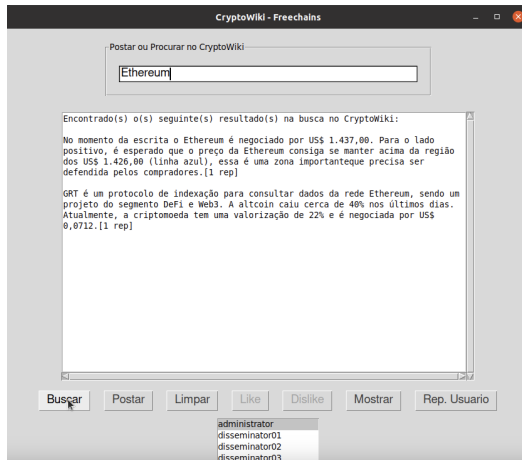 CryptoWiki - Freechains
Postar ou Procurar no CryptoWiki
Ethereum
Encontrado(s) o(s) seguinte(s) resultado(s) na busca no CryptoWiki:
No momento da escrita o Ethereum é negociado por US$ 1.437,00. Para o lado
positivo, é esperado que o preço da Ethereum consiga se manter acima da região
dos US$ 1.426,00 (linha azul), essa é uma zona importanteque precisa ser
defendida pelos compradores.[1 rep]
GRT é um protocolo de indexação para consultar dados da rede Ethereum, sendo um
projeto do segmento DeFi e Web3. A altcoin caiu cerca de 40% nos últimos dias.
Atualmente, a criptomoeda tem uma valorização de 22% e é negociada por US$
0,0712.[1 rep]
Buscar Postar Limpar Like Dislike Mostrar Rep. Usuario
administrator
disseminator01
disseminator02
disseminator03